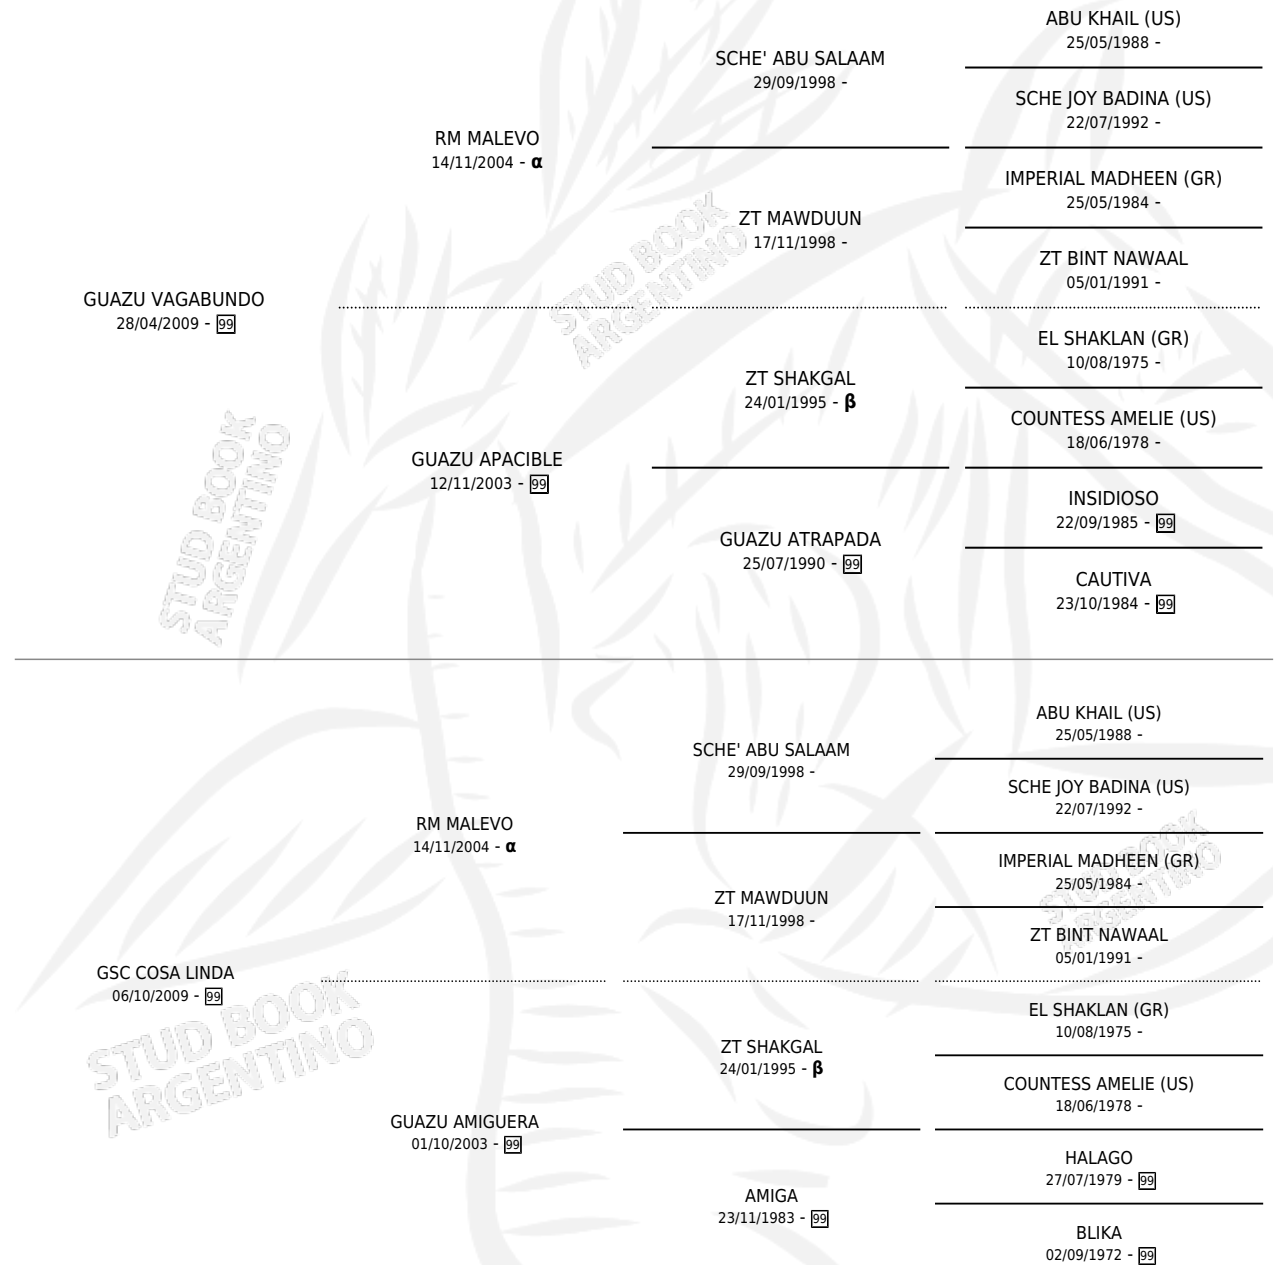 ABU KHAIL (US)
25/05/1988 -
SCHE' ABU SALAAM
29/09/1998 -
SCHE JOY BADINA (US)
22/07/1992 -
RM MALEVO
14/11/2004 - α
IMPERIAL MADHEEN (GR)
25/05/1984 -
ZT MAWDUUN
17/11/1998 -
ZT BINT NAWAAL
05/01/1991 -
GUAZU VAGABUNDO
28/04/2009 - 99
STUD BOOK
ARGENTINO
EL SHAKLAN (GR)
10/08/1975 -
ZT SHAKGAL
24/01/1995 - β
COUNTESS AMELIE (US)
18/06/1978 -
GUAZU APACIBLE
12/11/2003 - 99
INSIDIOSO
22/09/1985 - 99
GUAZU ATRAPADA
25/07/1990 - 99
CAUTIVA
23/10/1984 - 99
STUD BOOK
ARGENTINO
ABU KHAIL (US)
25/05/1988 -
SCHE' ABU SALAAM
29/09/1998 -
SCHE JOY BADINA (US)
22/07/1992 -
RM MALEVO
14/11/2004 - α
IMPERIAL MADHEEN (GR)
25/05/1984 -
STUD BOOK
ARGENTINO
ZT MAWDUUN
17/11/1998 -
ZT BINT NAWAAL
05/01/1991 -
GSC COSA LINDA
06/10/2009 - 99
STUD BOOK
ARGENTINO
EL SHAKLAN (GR)
10/08/1975 -
ZT SHAKGAL
24/01/1995 - β
COUNTESS AMELIE (US)
18/06/1978 -
GUAZU AMIGUERA
01/10/2003 - 99
HALAGO
27/07/1979 - 99
AMIGA
23/11/1983 - 99
BLIKA
02/09/1972 - 99